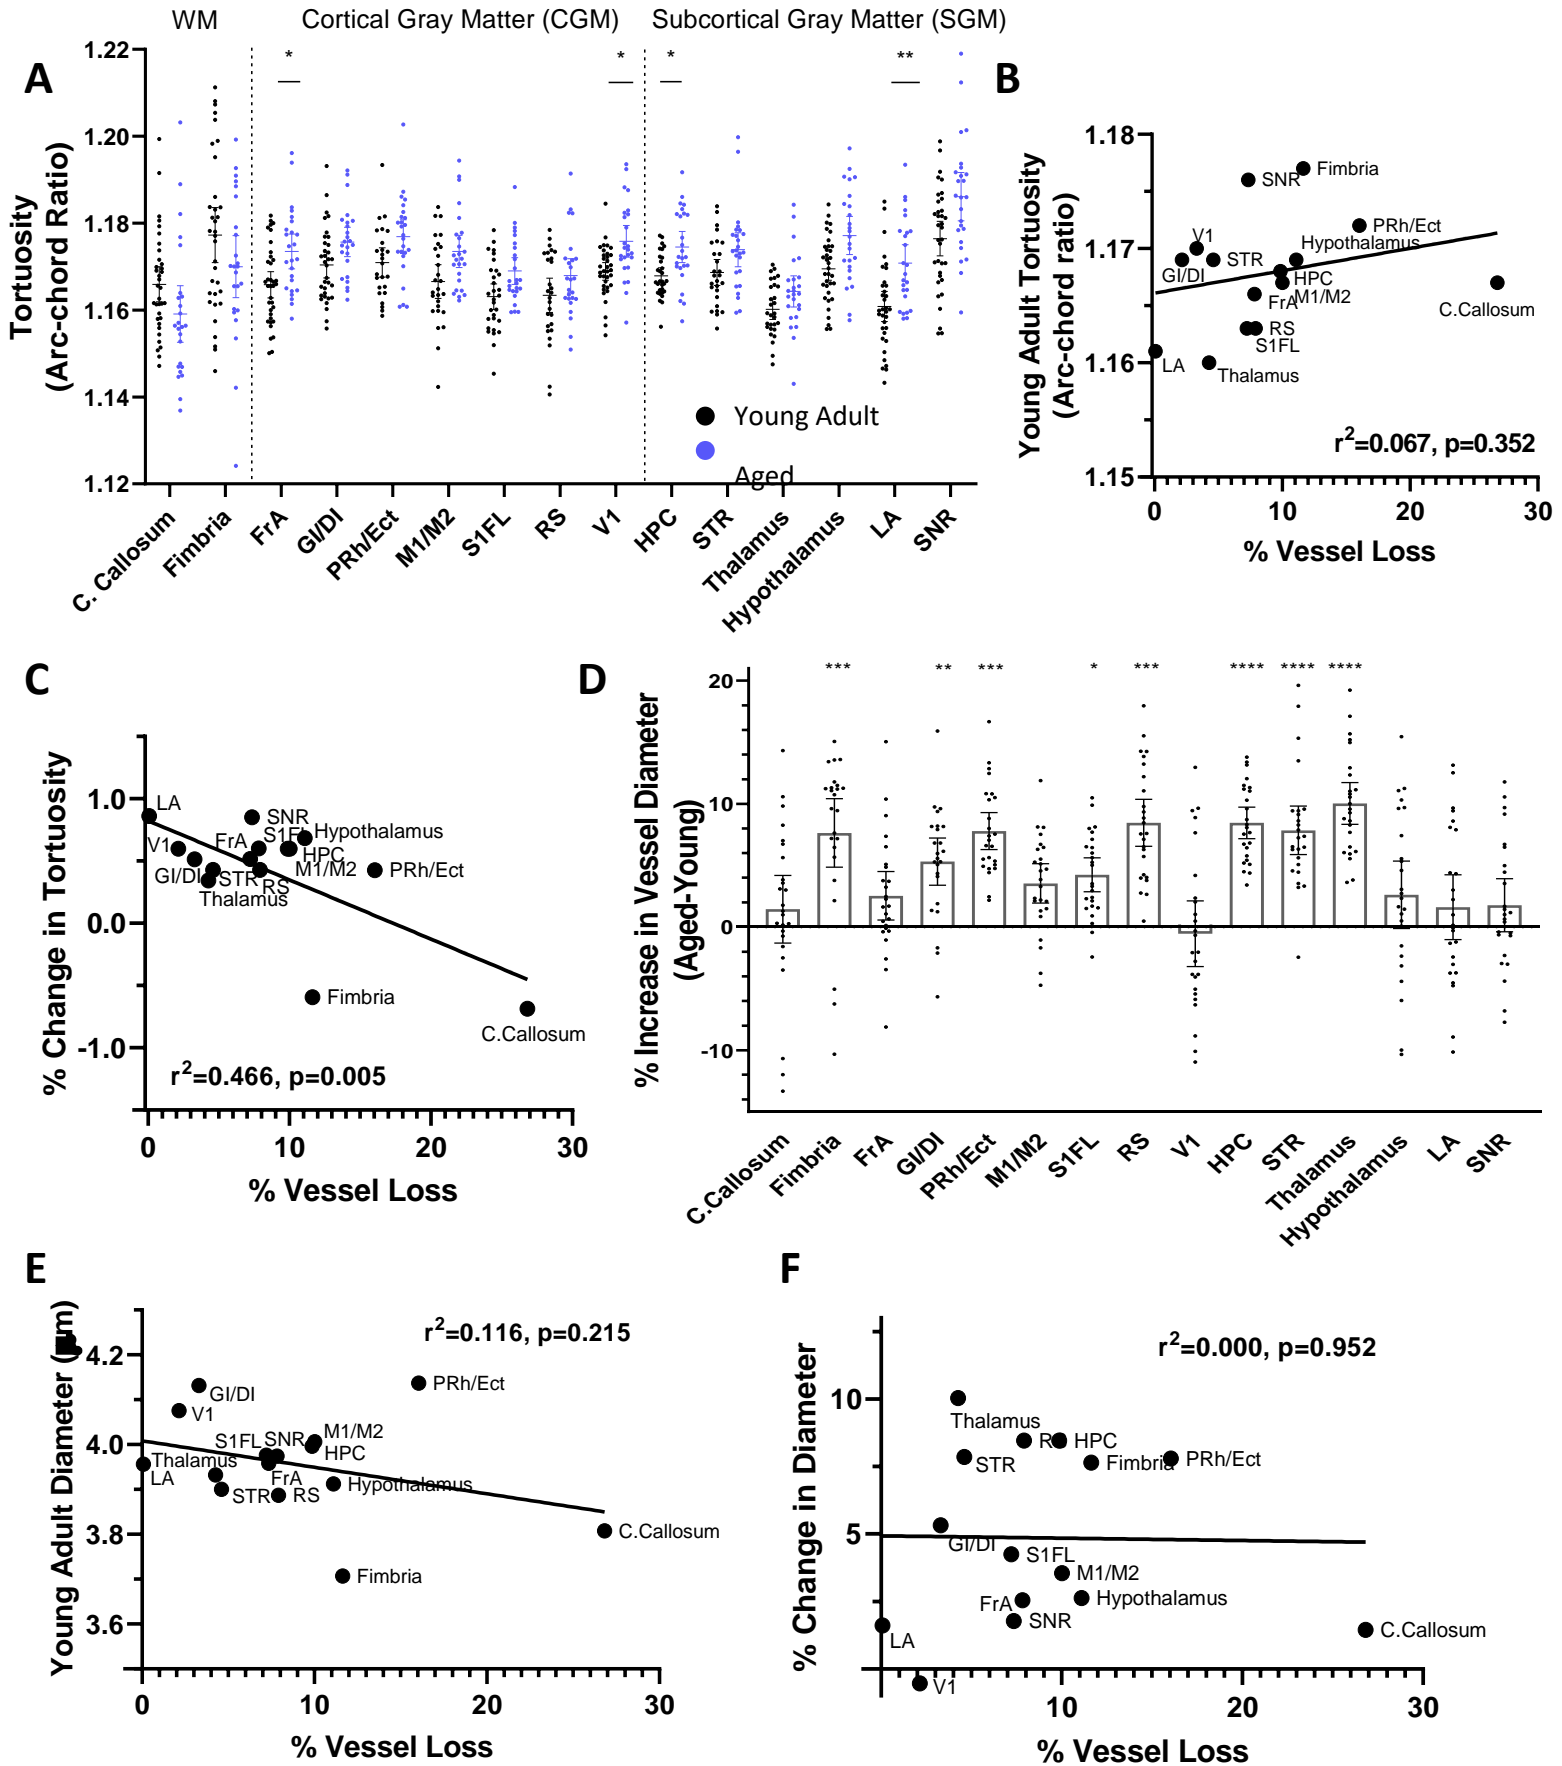 WM Cortical Gray Matter (CGM) Subcortical Gray Matter (SGM)
A
Tortuosity
(Arc-chord Ratio)
1.22
1.20
1.18
1.16
1.14
1.12
* * * **
Young Adult
Aged
C. Callosum Fimbria FrA GI/DI PRh/Ect M1/M2 S1FL RS V1 HPC STR Thalamus Hypothalamus LA SNR
B
Young Adult Tortuosity
(Arc-chord ratio)
1.18
1.17
1.16
1.15
SNR Fimbria
PRh/Ect
V1 Hypothalamus
STR
GI/DI HPC
FrA M1/M2
C.Callosum
RS
S1FL
LA
Thalamus
r2=0.067, p=0.352
0 10 20 30
% Vessel Loss
C
% Change in Tortuosity
1.0
0.0
-1.0
LA
SNR
FrA S1FL Hypothalamus
V1 HPC
M1/M2 PRh/Ect
GI/DI STR RS
Thalamus
Fimbria
C.Callosum
r2=0.466, p=0.005
0 10 20 30
% Vessel Loss
D
% Increase in Vessel Diameter
(Aged-Young)
20
10
0
-10
*** ** *** * *** **** **** ****
C.Callosum Fimbria FrA GI/DI PRh/Ect M1/M2 S1FL RS V1 HPC STR Thalamus Hypothalamus LA SNR
E
Young Adult Diameter (μm)
4.2
4.0
3.8
3.6
r2=0.116, p=0.215
GI/DI PRh/Ect
V1
S1FL SNR M1/M2
HPC
Thalamus
LA FrA Hypothalamus
STR RS
C.Callosum
Fimbria
0 10 20 30
% Vessel Loss
F
% Change in Diameter
10
5
r2=0.000, p=0.952
Thalamus
HPC
STR Fimbria PRh/Ect
GI/DI
S1FL
M1/M2
FrA Hypothalamus
SNR
LA C.Callosum
V1
10 20 30
% Vessel Loss